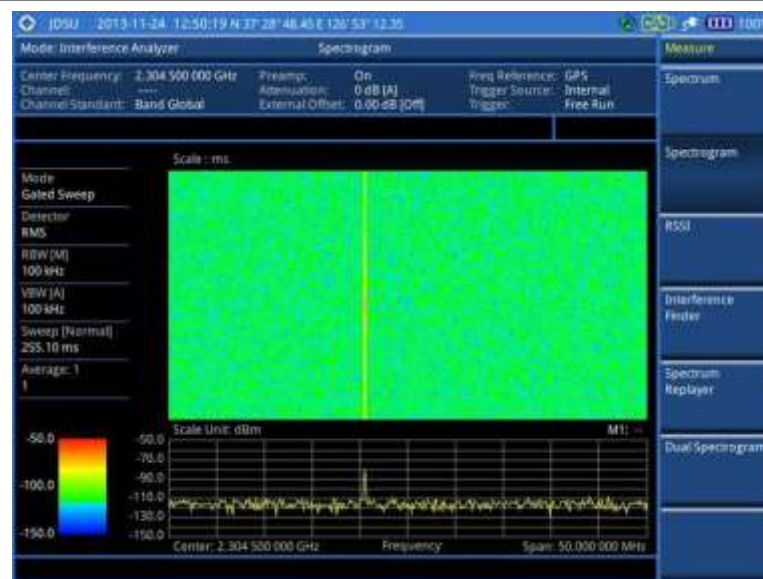 JDSU 2013-11-24 12:50:19 N 37° 28' 48.45 E 126° 53' 12.35 100%
Mode: Interference Analyzer Spectrogram Measure
Center Frequency: 2.304 500 000 GHz Preamp: On Freq Reference: GPS
Channel: ---- Attenuation: 0 dB [A] Trigger Source: Internal
Channel Standard: Band Global External Offset: 0.00 dB [Off] Trigger: Free Run
Spectrum
Spectrogram
RSSI
Interference
Finder
Spectrum
Replayer
Dual Spectrogram
Scale : ms
Mode
Gated Sweep
Detector
RMS
RBW [M]
100 kHz
VBW [A]
100 kHz
Sweep [Normal]
255.10 ms
Average: 1
1
Scale Unit: dBm M1: --
-50.0
-100.0
-150.0
-50.0
-70.0
-90.0
-110.0
-130.0
-150.0
Center: 2.304 500 000 GHz Frequency Span: 50.000 000 MHz